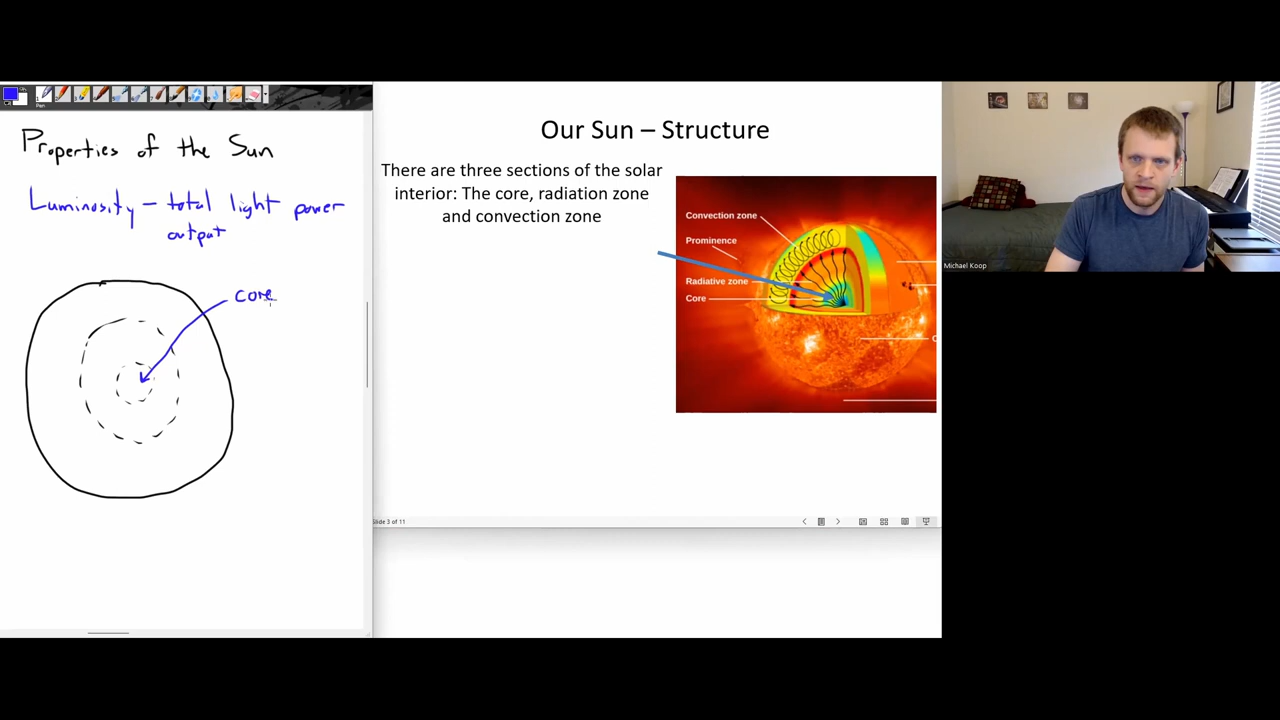 Pen
Properties of the Sun
Luminosity – total light power
output
core
Our Sun – Structure
There are three sections of the solar
interior: The core, radiation zone
and convection zone
Convection zone
Prominence
Radiative zone
Core
C
Slide 3 of 11
Michael Koop